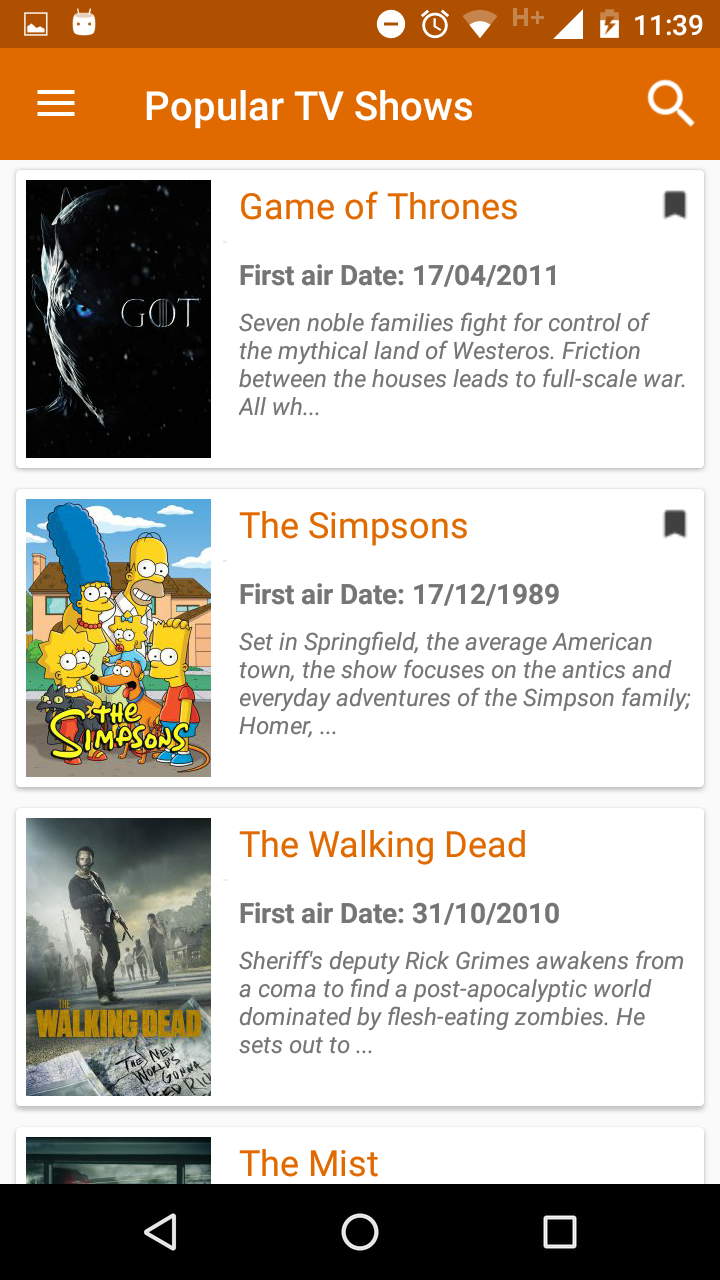 H+ 11:39
Popular TV Shows
Game of Thrones
GOT
First air Date: 17/04/2011
Seven noble families fight for control of
the mythical land of Westeros. Friction
between the houses leads to full-scale war.
All wh...
The Simpsons
First air Date: 17/12/1989
Set in Springfield, the average American
town, the show focuses on the antics and
everyday adventures of the Simpson family;
Homer, ...
THE
SIMPSONS
The Walking Dead
First air Date: 31/10/2010
Sheriff's deputy Rick Grimes awakens from
a coma to find a post-apocalyptic world
dominated by flesh-eating zombies. He
sets out to ...
THE
WALKING DEAD
THE NEW
WORLD'S
GONNA
The Mist